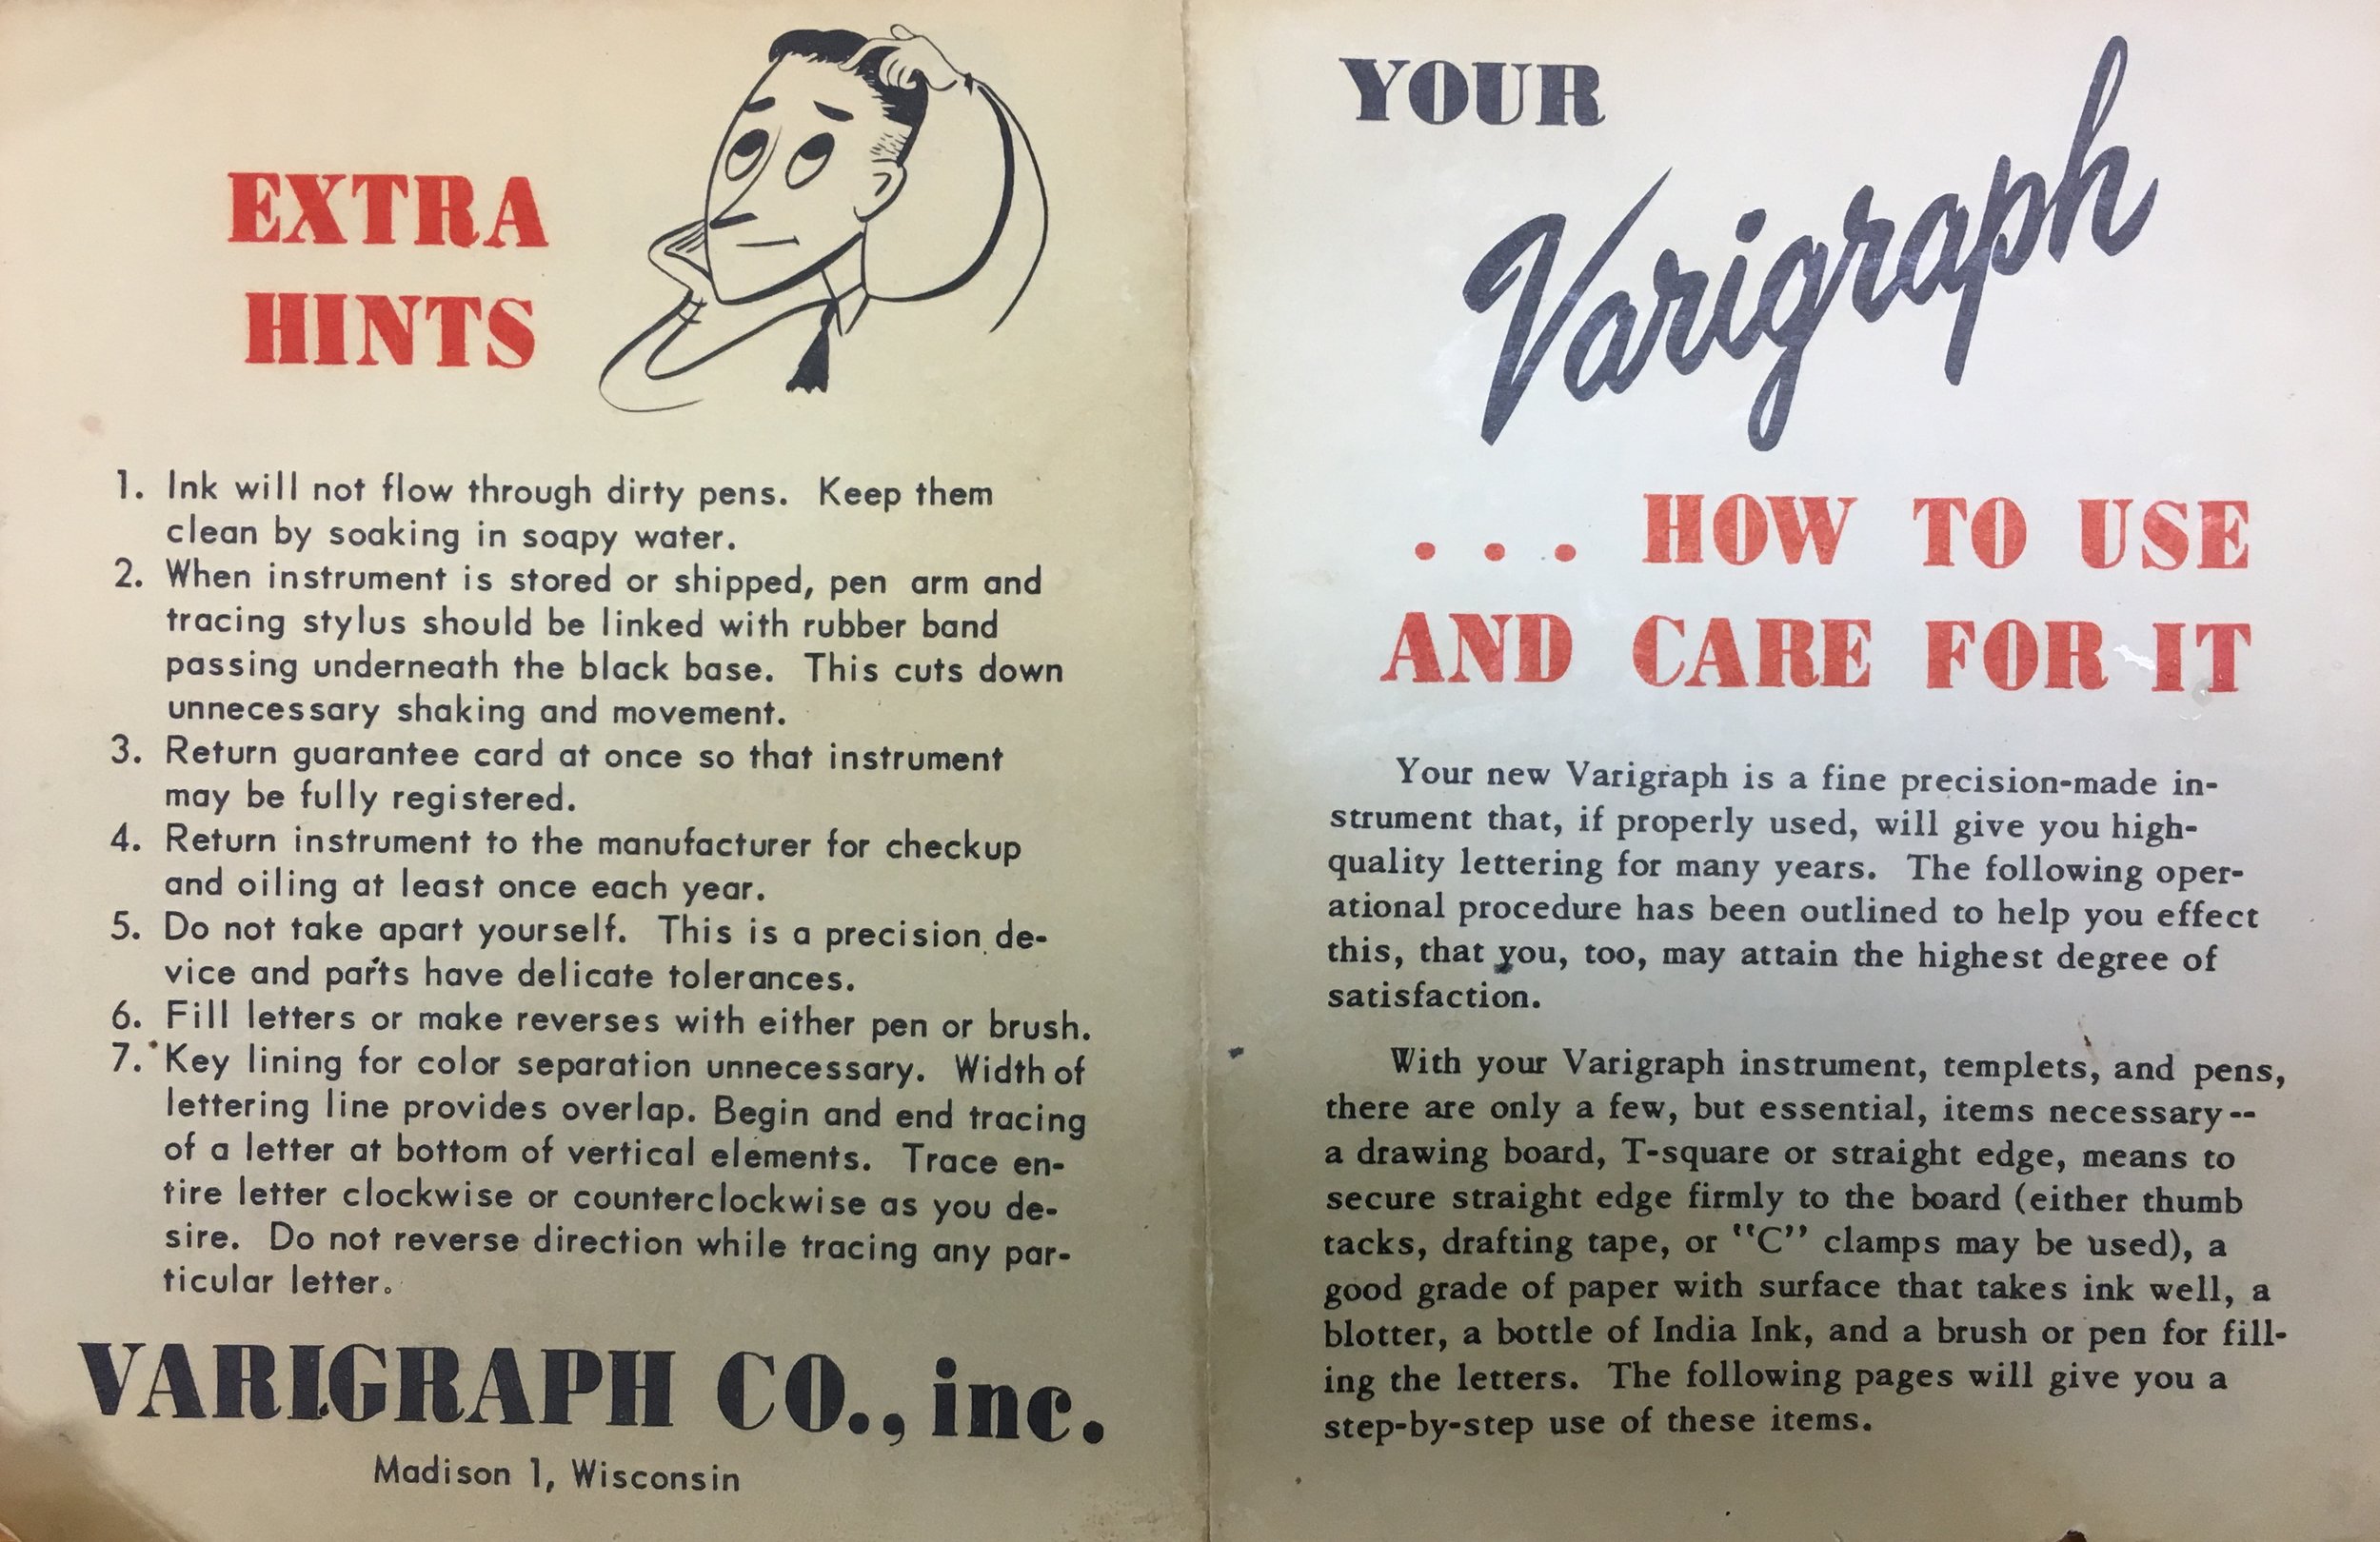 EXTRA
HINTS
1. Ink will not flow through dirty pens. Keep them
clean by soaking in soapy water.
2. When instrument is stored or shipped, pen arm and
tracing stylus should be linked with rubber band
passing underneath the black base. This cuts down
unnecessary shaking and movement.
3. Return guarantee card at once so that instrument
may be fully registered.
4. Return instrument to the manufacturer for checkup
and oiling at least once each year.
5. Do not take apart yourself. This is a precision de-
vice and parts have delicate tolerances.
6. Fill letters or make reverses with either pen or brush.
7. Key lining for color separation unnecessary. Width of
lettering line provides overlap. Begin and end tracing
of a letter at bottom of vertical elements. Trace en-
tire letter clockwise or counterclockwise as you de-
sire. Do not reverse direction while tracing any par-
ticular letter.
VARIGRAPH CO., inc.
Madison 1, Wisconsin
YOUR
Varigraph
. . . HOW TO USE
AND CARE FOR IT
Your new Varigraph is a fine precision-made in-
strument that, if properly used, will give you high-
quality lettering for many years. The following oper-
ational procedure has been outlined to help you effect
this, that you, too, may attain the highest degree of
satisfaction.
With your Varigraph instrument, templets, and pens,
there are only a few, but essential, items necessary--
a drawing board, T-square or straight edge, means to
secure straight edge firmly to the board (either thumb
tacks, drafting tape, or "C" clamps may be used), a
good grade of paper with surface that takes ink well, a
blotter, a bottle of India Ink, and a brush or pen for fill-
ing the letters. The following pages will give you a
step-by-step use of these items.